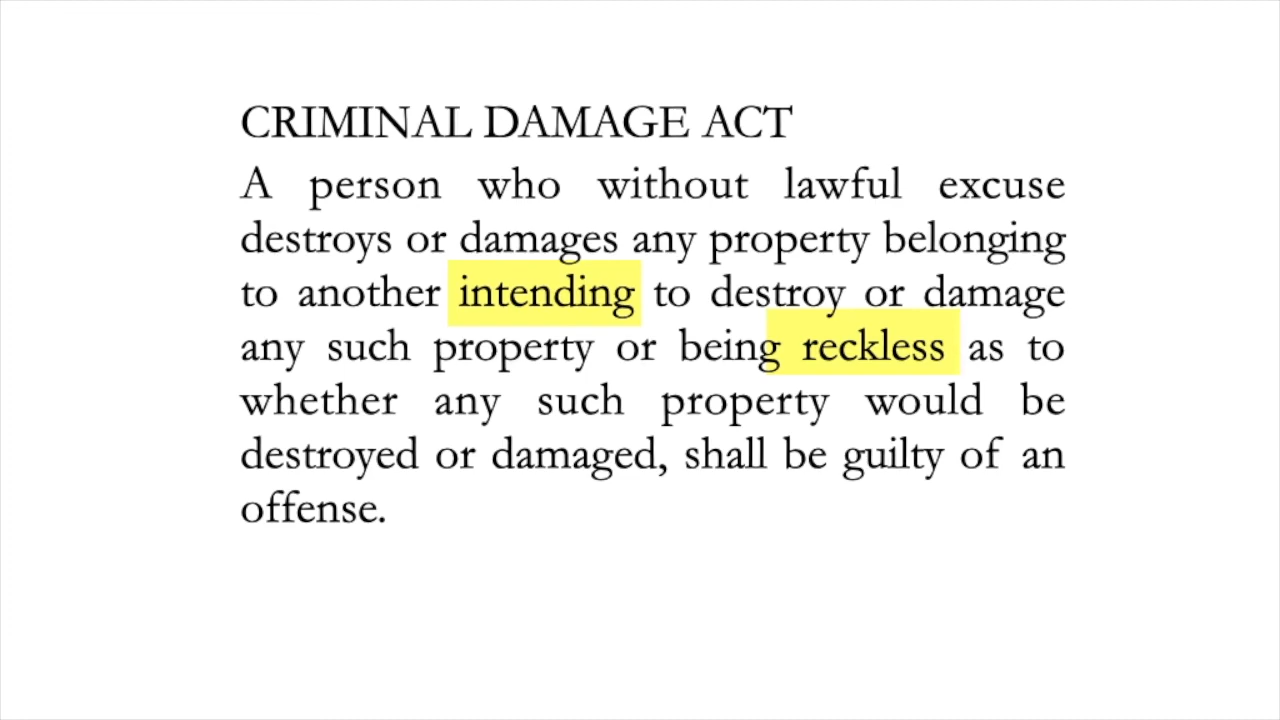 CRIMINAL DAMAGE ACT
A person who without lawful excuse
destroys or damages any property belonging
to another intending to destroy or damage
any such property or being reckless as to
whether any such property would be
destroyed or damaged, shall be guilty of an
offense.